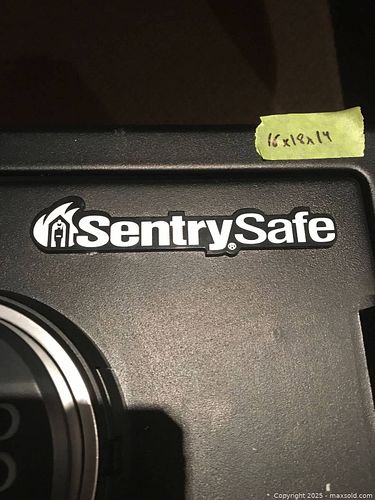 16x18x14
SentrySafe®
* Copyright © 2025 - maxsold.com